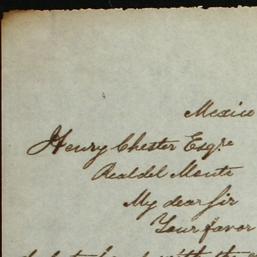 Mexico
Henry Chester Esqre
Real del Monte
My dear Sir
Your favor